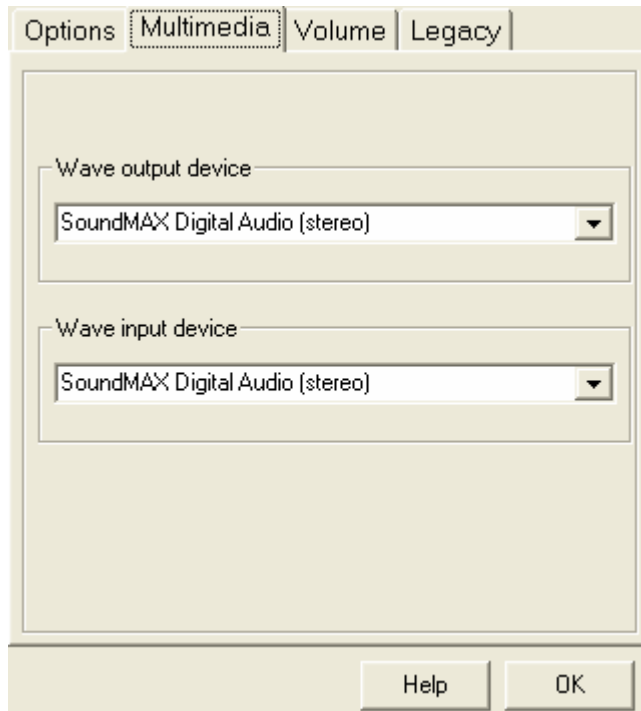 Options Multimedia Volume Legacy
Wave output device
SoundMAX Digital Audio (stereo)
Wave input device
SoundMAX Digital Audio (stereo)
Help OK